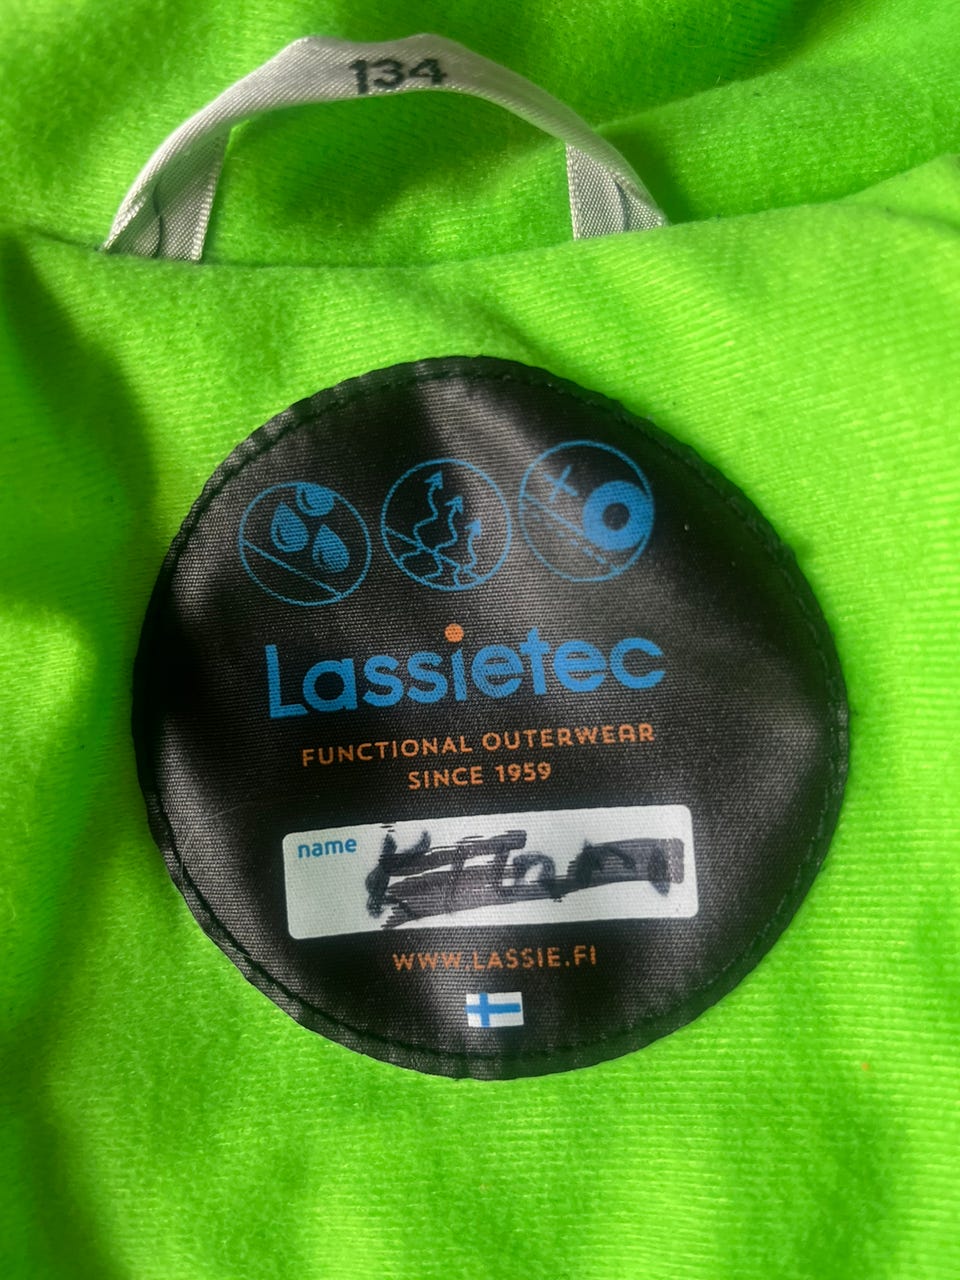 134
Lassietec
FUNCTIONAL OUTERWEAR
SINCE 1959
name
WWW.LASSIE.FI